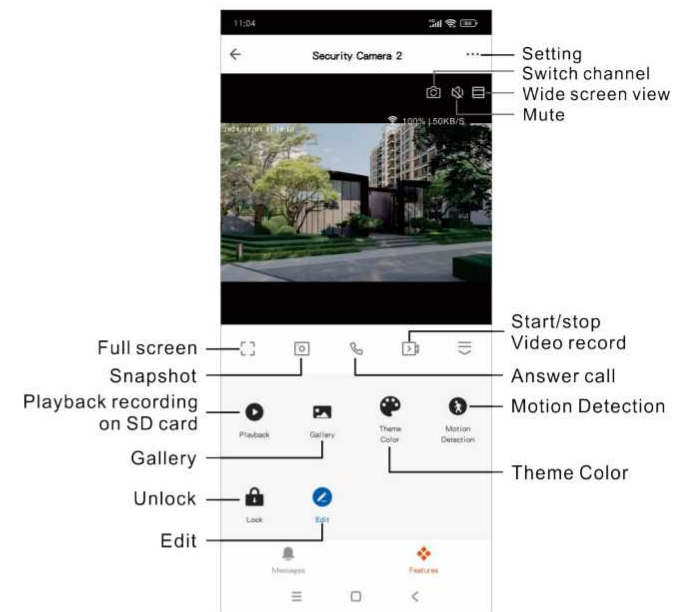 11:04
Security Camera 2
Setting
Switch channel
Wide screen view
Mute
100% | 50KB/S
Full screen
Snapshot
Playback recording
on SD card
Gallery
Unlock
Edit
Start/stop
Video record
Answer call
Motion Detection
Theme Color
Playback
Gallery
Theme
Color
Motion
Detection
Lock
Edit
Messages
Features